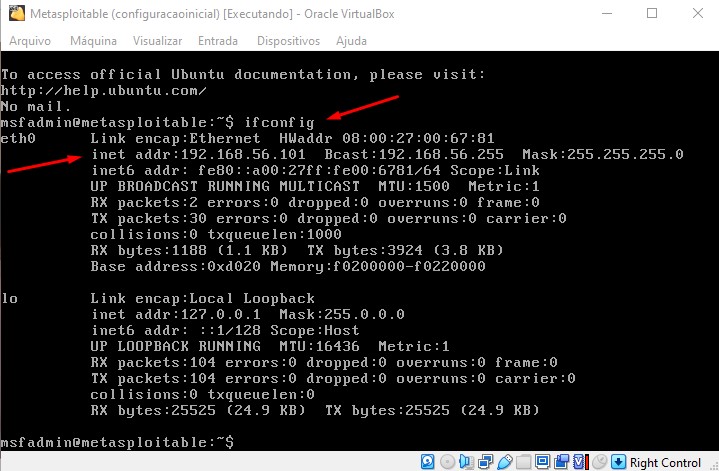 Metasploitable (configuracaoinicial) [Executando] - Oracle VirtualBox
Arquivo Máquina Visualizar Entrada Dispositivos Ajuda
To access official Ubuntu documentation, please visit:
http://help.ubuntu.com/
No mail.
msfadmin@metasploitable:~$ ifconfig
eth0 Link encap:Ethernet HWaddr 08:00:27:00:67:81
inet addr:192.168.56.101 Bcast:192.168.56.255 Mask:255.255.255.0
inet6 addr: fe80::a00:27ff:fe00:6781/64 Scope:Link
UP BROADCAST RUNNING MULTICAST MTU:1500 Metric:1
RX packets:2 errors:0 dropped:0 overruns:0 frame:0
TX packets:30 errors:0 dropped:0 overruns:0 carrier:0
collisions:0 txqueuelen:1000
RX bytes:1188 (1.1 KB) TX bytes:3924 (3.8 KB)
Base address:0xd020 Memory:f0200000-f0220000
lo Link encap:Local Loopback
inet addr:127.0.0.1 Mask:255.0.0.0
inet6 addr: ::1/128 Scope:Host
UP LOOPBACK RUNNING MTU:16436 Metric:1
RX packets:104 errors:0 dropped:0 overruns:0 frame:0
TX packets:104 errors:0 dropped:0 overruns:0 carrier:0
collisions:0 txqueuelen:0
RX bytes:25525 (24.9 KB) TX bytes:25525 (24.9 KB)
msfadmin@metasploitable:~$
Right Control